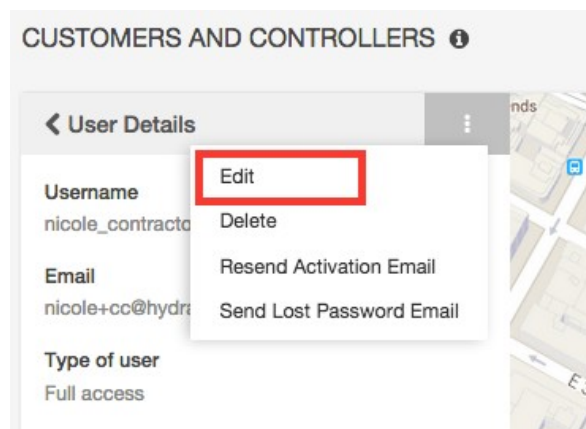 CUSTOMERS AND CONTROLLERS
User Details
Edit
Delete
Resend Activation Email
Send Lost Password Email
Username
Email
Type of user
Full access